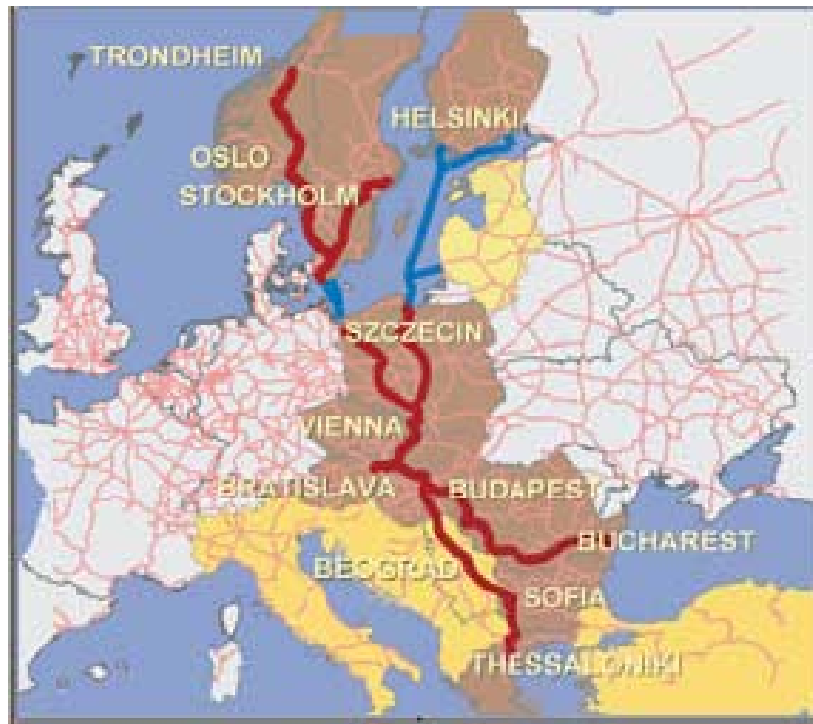 TRONDHEIM
HELSINKI
OSLO
STOCKHOLM
SZCZECIN
VIENNA
BRATISLAVA BUDAPEST
BUCHAREST
BEOGRAD
SOFIA
THESSALONIKI